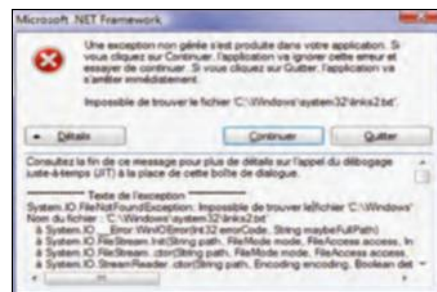 Microsoft .NET Framework
Une exception non gérée s'est produite dans votre application. Si
vous cliquez sur Continuer, l'application va ignorer cette erreur et
essayer de continuer. Si vous cliquez sur Quitter, l'application va
s'arrêter immédiatement.
Impossible de trouver le fichier 'C:\Windows\system32\links2.txt'.
Détails
Continuer
Quitter
Consultez la fin de ce message pour plus de détails sur l'appel du débogage
juste-à-temps (JIT) à la place de cette boîte de dialogue.
Texte de l'exception
System.IO.FileNotFoundException: Impossible de trouver le fichier 'C:\Windows\
Nom du fichier : 'C:\Windows\system32\links2.txt'
à System.IO.__Error.WinIOError(Int32 errorCode, String maybeFullPath)
à System.IO.FileStream.Init(String path, FileMode mode, FileAccess access, In
à System.IO.FileStream..ctor(String path, FileMode mode, FileAccess access,
à System.IO.StreamReader..ctor(String path, Encoding encoding, Boolean det